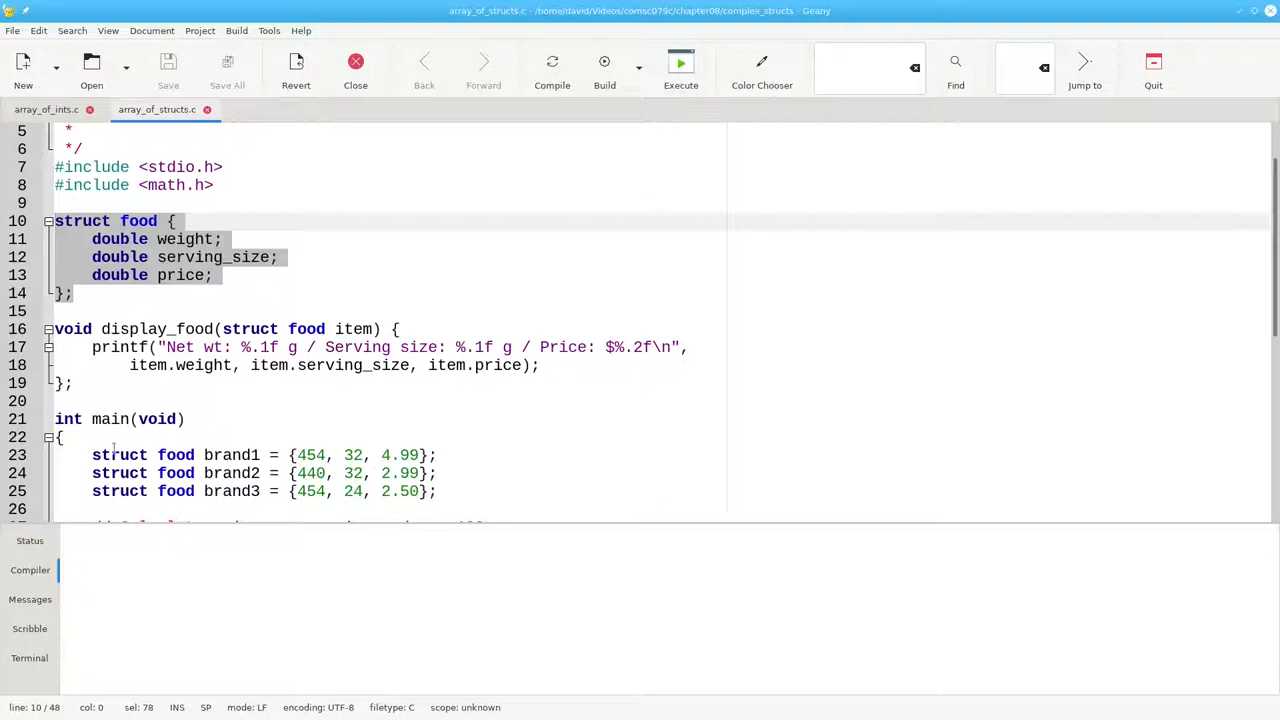 array_of_structs.c - /home/david/Videos/comsc079c/chapter08/complex_structs - Geany
File Edit Search View Document Project Build Tools Help
New Open Save Save All Revert Close Back Forward Compile Build Execute Color Chooser Find Jump to Quit
array_of_ints.c array_of_structs.c
5 *
6 */
7 #include <stdio.h>
8 #include <math.h>
9
10 struct food {
11 double weight;
12 double serving_size;
13 double price;
14 };
15
16 void display_food(struct food item) {
17 printf("Net wt: %.1f g / Serving size: %.1f g / Price: $%.2f\n",
18 item.weight, item.serving_size, item.price);
19 };
20
21 int main(void)
22 {
23 struct food brand1 = {454, 32, 4.99};
24 struct food brand2 = {440, 32, 2.99};
25 struct food brand3 = {454, 24, 2.50};
26
Status
Compiler
Messages
Scribble
Terminal
line: 10 / 48 col: 0 sel: 78 INS SP mode: LF encoding: UTF-8 filetype: C scope: unknown